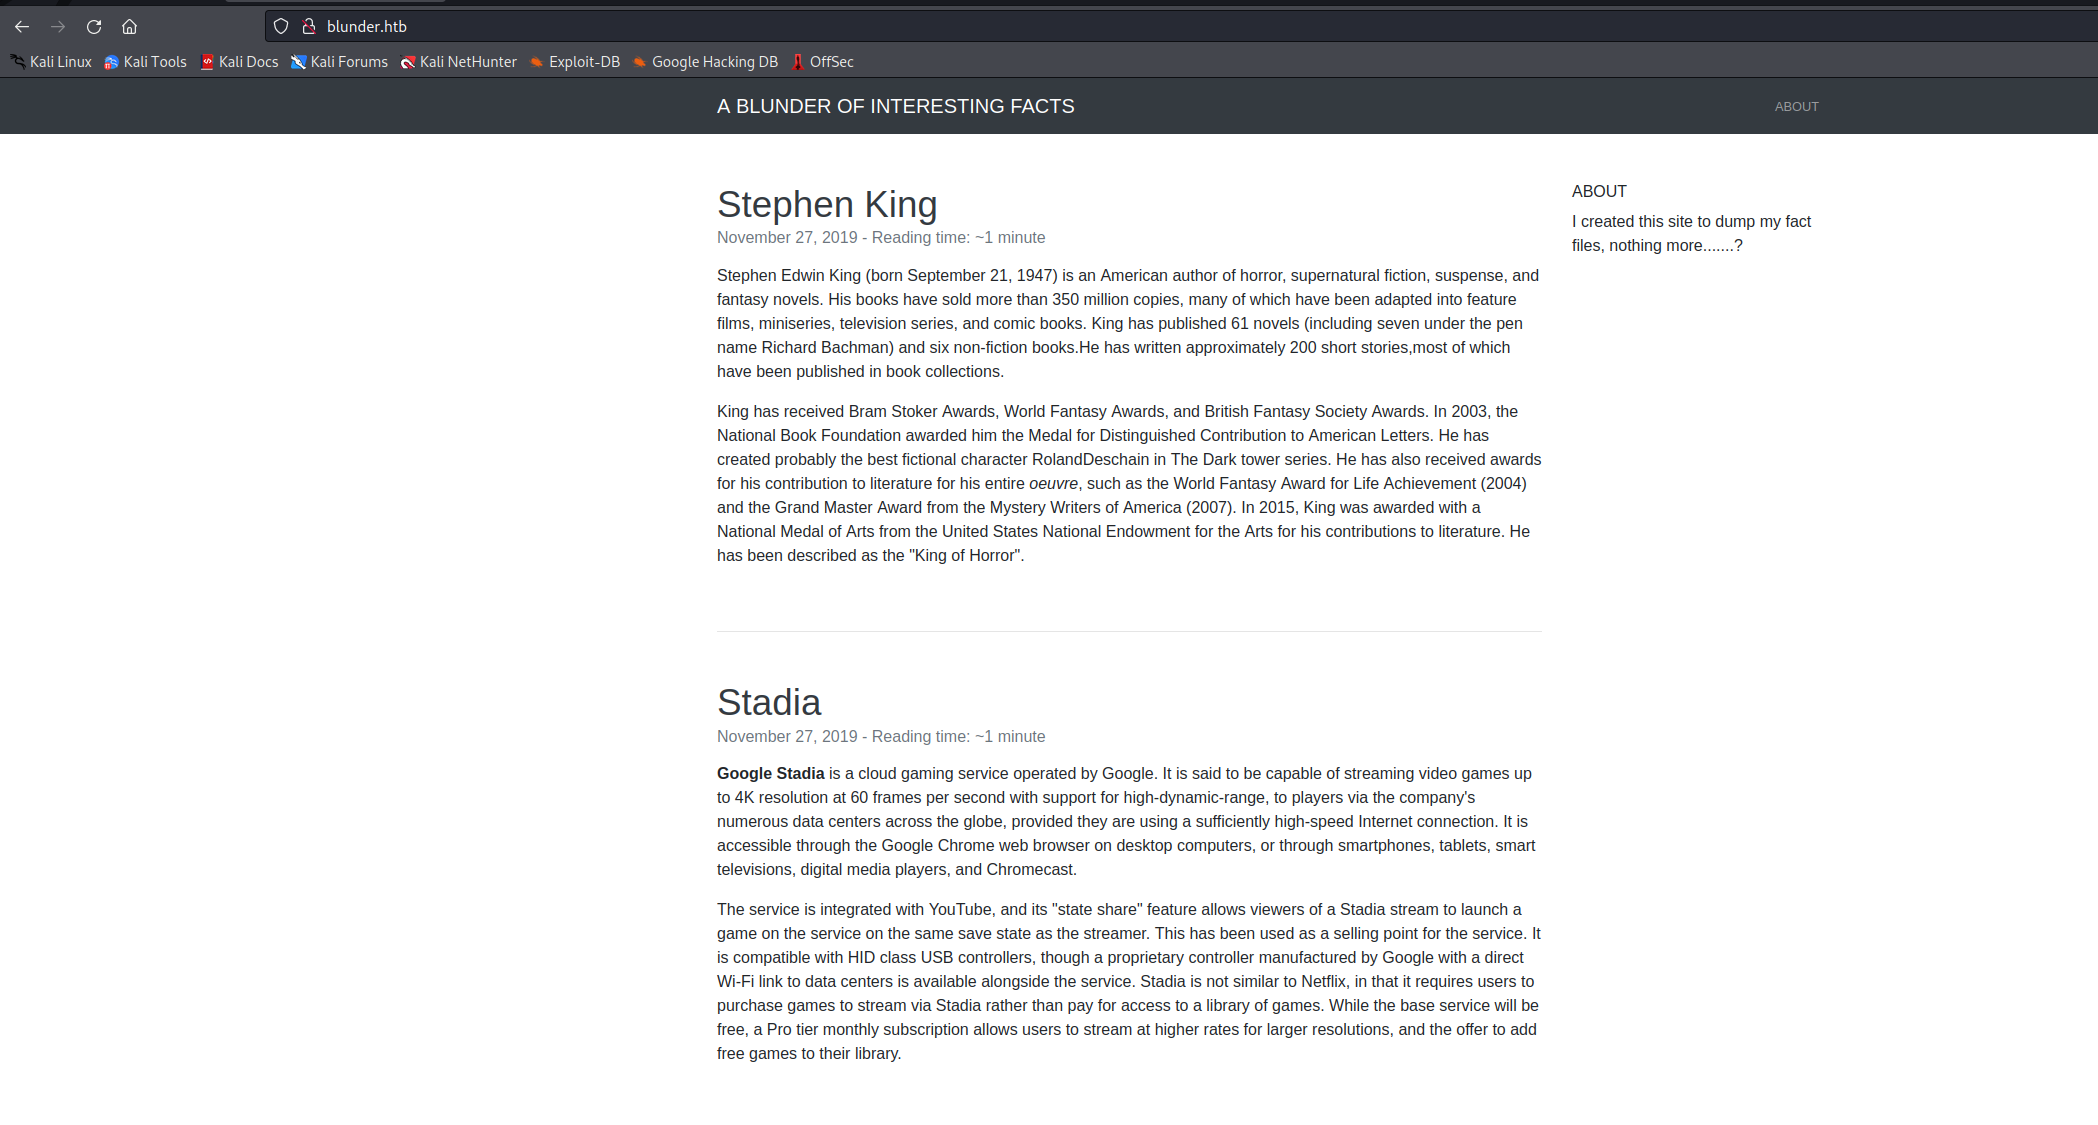 blunder.htb
Kali Linux Kali Tools Kali Docs Kali Forums Kali NetHunter Exploit-DB Google Hacking DB OffSec
A BLUNDER OF INTERESTING FACTS
ABOUT
Stephen King
November 27, 2019 - Reading time: ~1 minute
Stephen Edwin King (born September 21, 1947) is an American author of horror, supernatural fiction, suspense, and
fantasy novels. His books have sold more than 350 million copies, many of which have been adapted into feature
films, miniseries, television series, and comic books. King has published 61 novels (including seven under the pen
name Richard Bachman) and six non-fiction books.He has written approximately 200 short stories,most of which
have been published in book collections.
King has received Bram Stoker Awards, World Fantasy Awards, and British Fantasy Society Awards. In 2003, the
National Book Foundation awarded him the Medal for Distinguished Contribution to American Letters. He has
created probably the best fictional character RolandDeschain in The Dark tower series. He has also received awards
for his contribution to literature for his entire oeuvre, such as the World Fantasy Award for Life Achievement (2004)
and the Grand Master Award from the Mystery Writers of America (2007). In 2015, King was awarded with a
National Medal of Arts from the United States National Endowment for the Arts for his contributions to literature. He
has been described as the "King of Horror".
Stadia
November 27, 2019 - Reading time: ~1 minute
Google Stadia is a cloud gaming service operated by Google. It is said to be capable of streaming video games up
to 4K resolution at 60 frames per second with support for high-dynamic-range, to players via the company's
numerous data centers across the globe, provided they are using a sufficiently high-speed Internet connection. It is
accessible through the Google Chrome web browser on desktop computers, or through smartphones, tablets, smart
televisions, digital media players, and Chromecast.
The service is integrated with YouTube, and its "state share" feature allows viewers of a Stadia stream to launch a
game on the service on the same save state as the streamer. This has been used as a selling point for the service. It
is compatible with HID class USB controllers, though a proprietary controller manufactured by Google with a direct
Wi-Fi link to data centers is available alongside the service. Stadia is not similar to Netflix, in that it requires users to
purchase games to stream via Stadia rather than pay for access to a library of games. While the base service will be
free, a Pro tier monthly subscription allows users to stream at higher rates for larger resolutions, and the offer to add
free games to their library.
ABOUT
I created this site to dump my fact
files, nothing more.......?